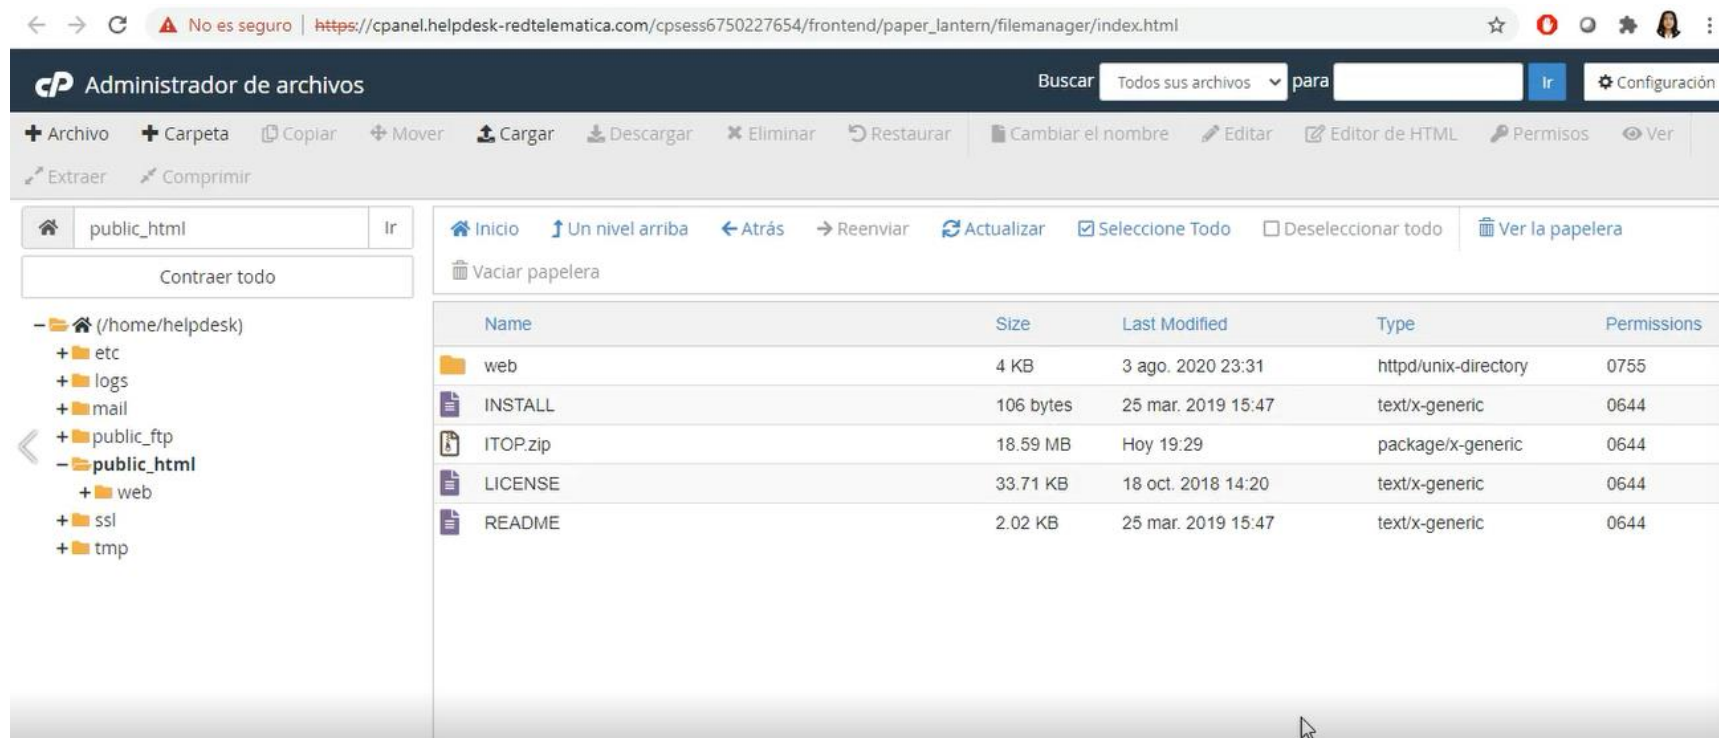 No es seguro | https://cpanel.helpdesk-redtelematica.com/cpsess6750227654/frontend/paper_lantern/filemanager/index.html
cP Administrador de archivos Buscar Todos sus archivos para Ir Configuración
Archivo Carpeta Copiar Mover Cargar Descargar Eliminar Restaurar Cambiar el nombre Editar Editor de HTML Permisos Ver
Extraer Comprimir
public_html Ir
Contraer todo
(/home/helpdesk)
etc
logs
mail
public_ftp
public_html
web
ssl
tmp
Inicio Un nivel arriba Atrás Reenviar Actualizar Seleccione Todo Deseleccionar todo Ver la papelera
Vaciar papelera
Name Size Last Modified Type Permissions
web 4 KB 3 ago. 2020 23:31 httpd/unix-directory 0755
INSTALL 106 bytes 25 mar. 2019 15:47 text/x-generic 0644
ITOP.zip 18.59 MB Hoy 19:29 package/x-generic 0644
LICENSE 33.71 KB 18 oct. 2018 14:20 text/x-generic 0644
README 2.02 KB 25 mar. 2019 15:47 text/x-generic 0644